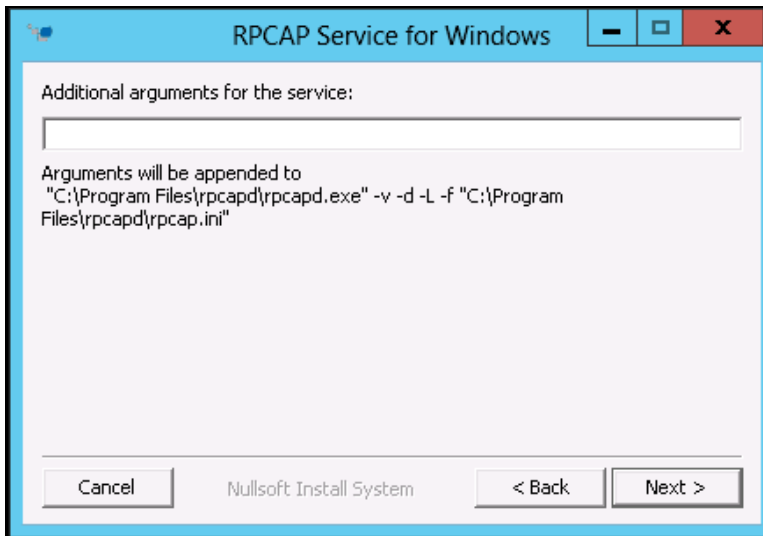 RPCAP Service for Windows
Additional arguments for the service:
Arguments will be appended to
"C:\Program Files\rpcapd\rpcapd.exe" -v -d -L -f "C:\Program
Files\rpcapd\rpcap.ini"
Cancel
Nullsoft Install System
< Back
Next >